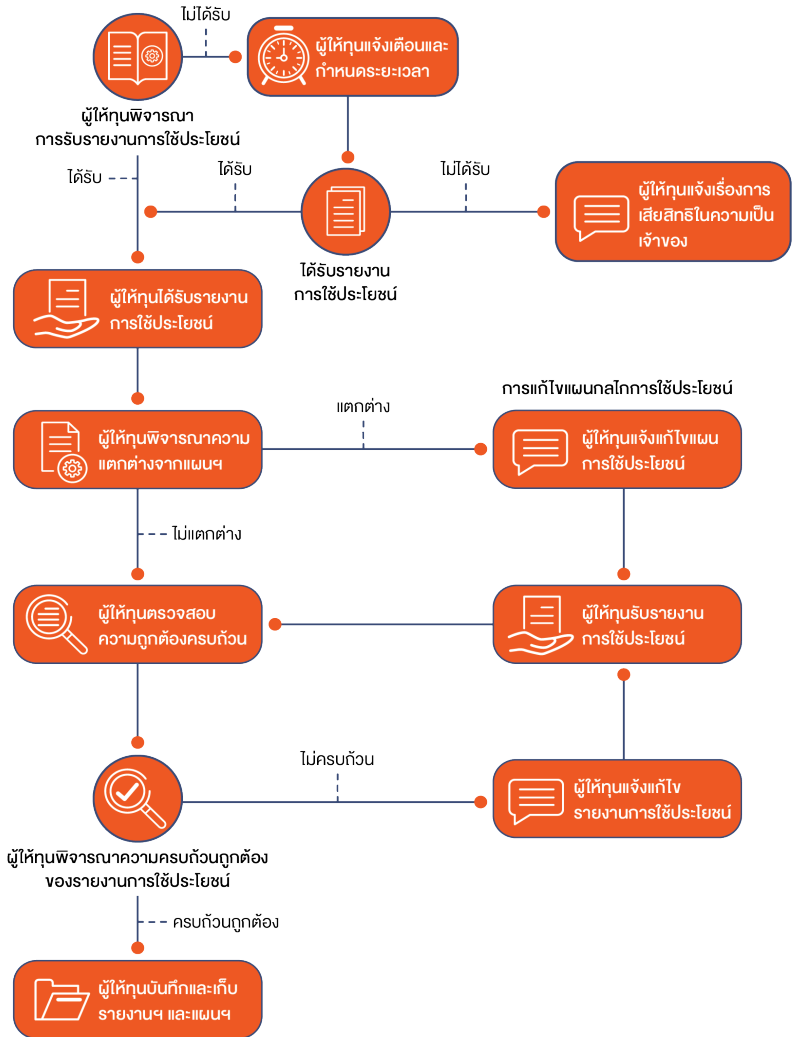 ไม่ได้รับ
ผู้ให้ทุนแจ้งเตือนและ
กำหนดระยะเวลา
ผู้ให้ทุนพิจารณา
การรับรายงานการใช้ประโยชน์
ได้รับ
ได้รับ
ไม่ได้รับ
ผู้ให้ทุนแจ้งเรื่องการ
เสียสิทธิในความเป็น
เจ้าของ
ได้รับรายงาน
การใช้ประโยชน์
ผู้ให้ทุนได้รับรายงาน
การใช้ประโยชน์
การแก้ไขแผนกลไกการใช้ประโยชน์
แตกต่าง
ผู้ให้ทุนพิจารณาความ
แตกต่างจากแผนฯ
ผู้ให้ทุนแจ้งแก้ไขแผน
การใช้ประโยชน์
ไม่แตกต่าง
ผู้ให้ทุนตรวจสอบ
ความถูกต้องครบถ้วน
ผู้ให้ทุนรับรายงาน
การใช้ประโยชน์
ไม่ครบถ้วน
ผู้ให้ทุนแจ้งแก้ไข
รายงานการใช้ประโยชน์
ผู้ให้ทุนพิจารณาความครบถ้วนถูกต้อง
ของรายงานการใช้ประโยชน์
ครบถ้วนถูกต้อง
ผู้ให้ทุนบันทึกและเก็บ
รายงานฯ และแผนฯ